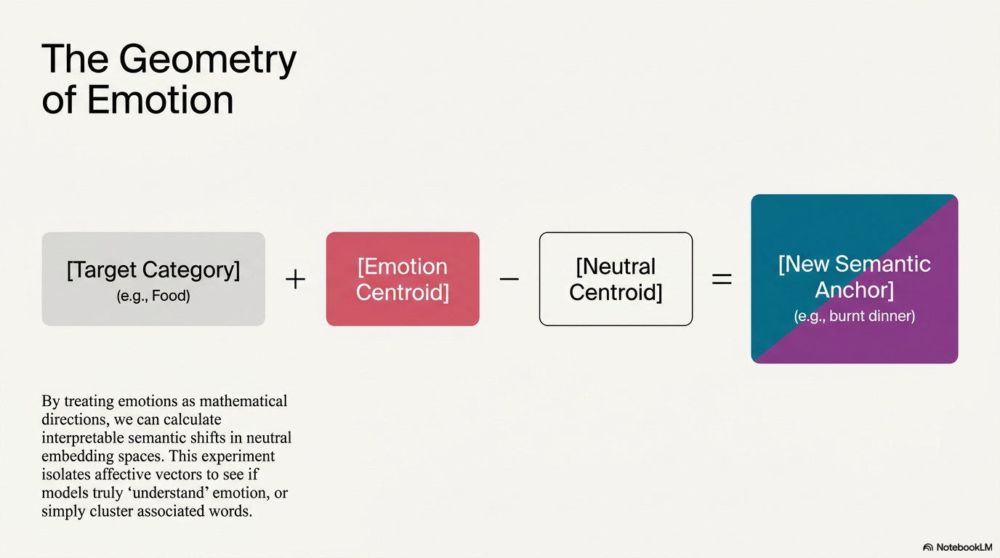 The Geometry
of Emotion
[Target Category]
(e.g., Food)
+
[Emotion
Centroid]
−
[Neutral
Centroid]
=
[New Semantic
Anchor]
(e.g., burnt dinner)
By treating emotions as mathematical
directions, we can calculate
interpretable semantic shifts in neutral
embedding spaces. This experiment
isolates affective vectors to see if
models truly ‘understand’ emotion, or
simply cluster associated words.
NotebookLM